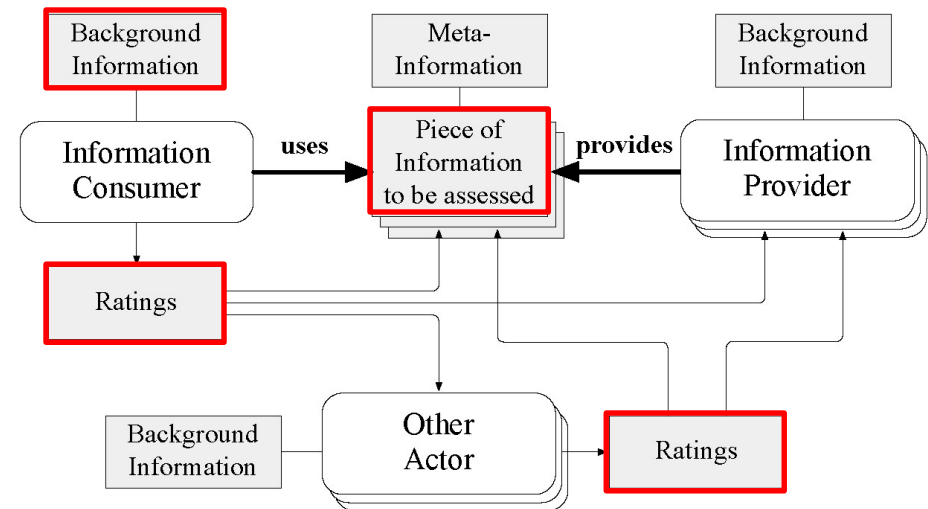 Background
Information
Meta-
Information
Background
Information
Information
Consumer
uses
Piece of
Information
to be assessed
provides
Information
Provider
Ratings
Background
Information
Other
Actor
Ratings